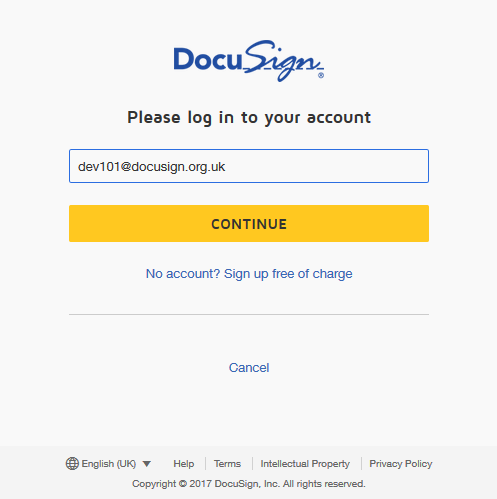 DocuSign®
Please log in to your account
dev101@docusign.org.uk
CONTINUE
No account? Sign up free of charge
Cancel
English (UK) Help Terms Intellectual Property Privacy Policy
Copyright © 2017 DocuSign, Inc. All rights reserved.